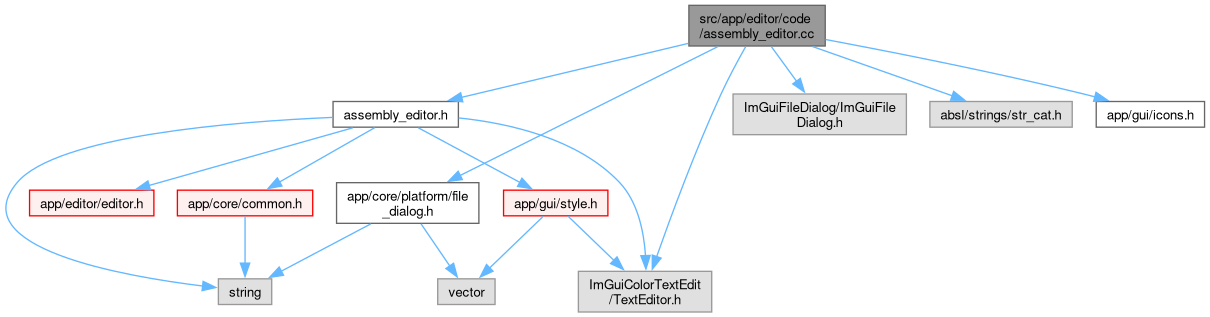 src/app/editor/code
/assembly_editor.cc
assembly_editor.h
ImGuiFileDialog/ImGuiFile
Dialog.h
absl/strings/str_cat.h
app/gui/icons.h
app/editor/editor.h
app/core/common.h
app/core/platform/file
_dialog.h
app/gui/style.h
string
vector
ImGuiColorTextEdit
/TextEditor.h